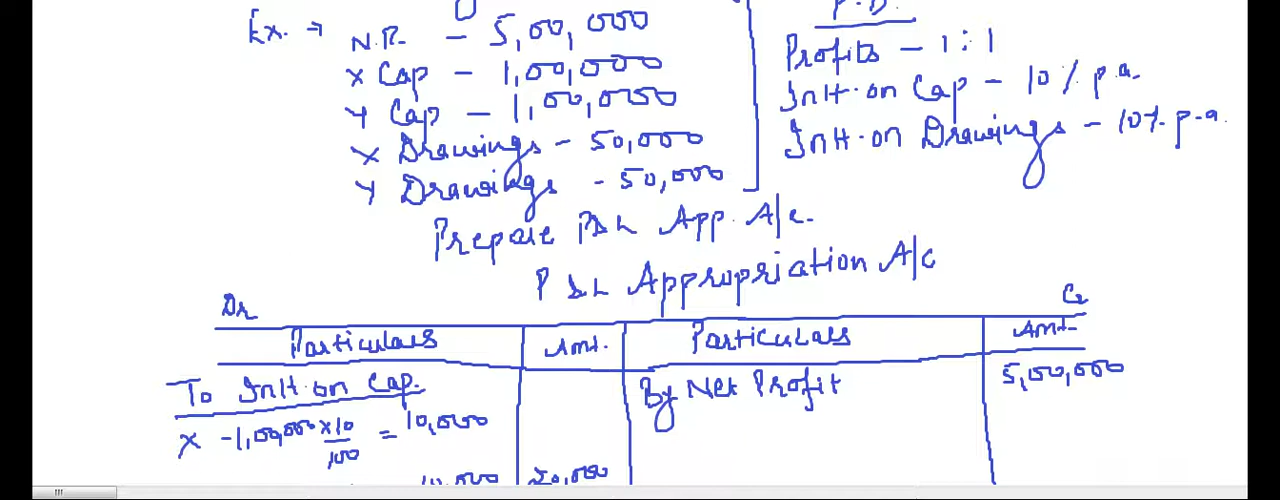 Ex. ⇒ N.P. - 5,00,000
X Cap - 1,00,000
Y Cap - 1,00,000
X Drawings - 50,000
Y Drawings - 50,000
P.D.
Profits - 1:1
Intt. on Cap - 10% p.a.
Intt. on Drawings - 10% p.a.
Prepare P&L App. A/c.
P&L Appropriation A/c
Dr Cr
Particulars Amt. Particulars Amt.
To Intt. on Cap. By Net Profit 5,00,000
X - 1,00,000 × 10/100 = 10,000
10,000 20,000